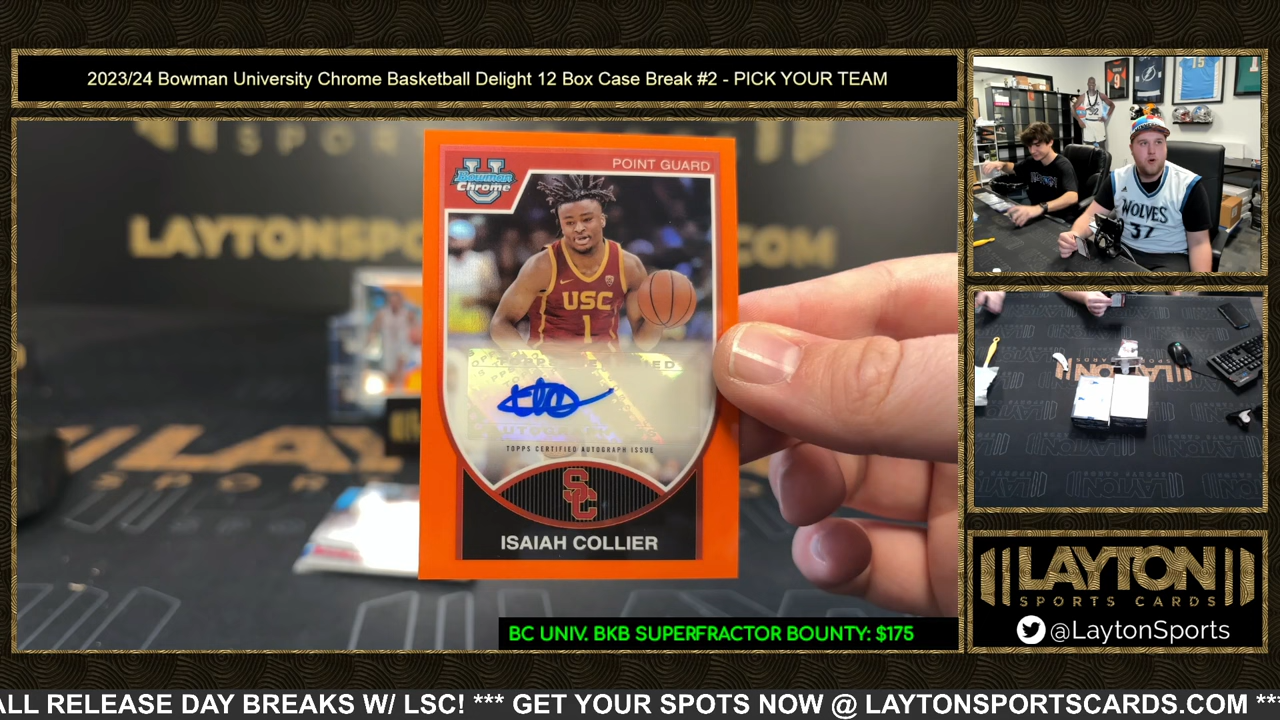 2023/24 Bowman University Chrome Basketball Delight 12 Box Case Break #2 - PICK YOUR TEAM
POINT GUARD
U
Bowman
Chrome
USC
1
TOPPS CERTIFIED AUTOGRAPH ISSUE
SC
ISAIAH COLLIER
BC UNIV. BKB SUPERFRACTOR BOUNTY: $175
WOLVES
37
LAYTON
SPORTS CARDS
@LaytonSports
ALL RELEASE DAY BREAKS W/ LSC! *** GET YOUR SPOTS NOW @ LAYTONSPORTSCARDS.COM **